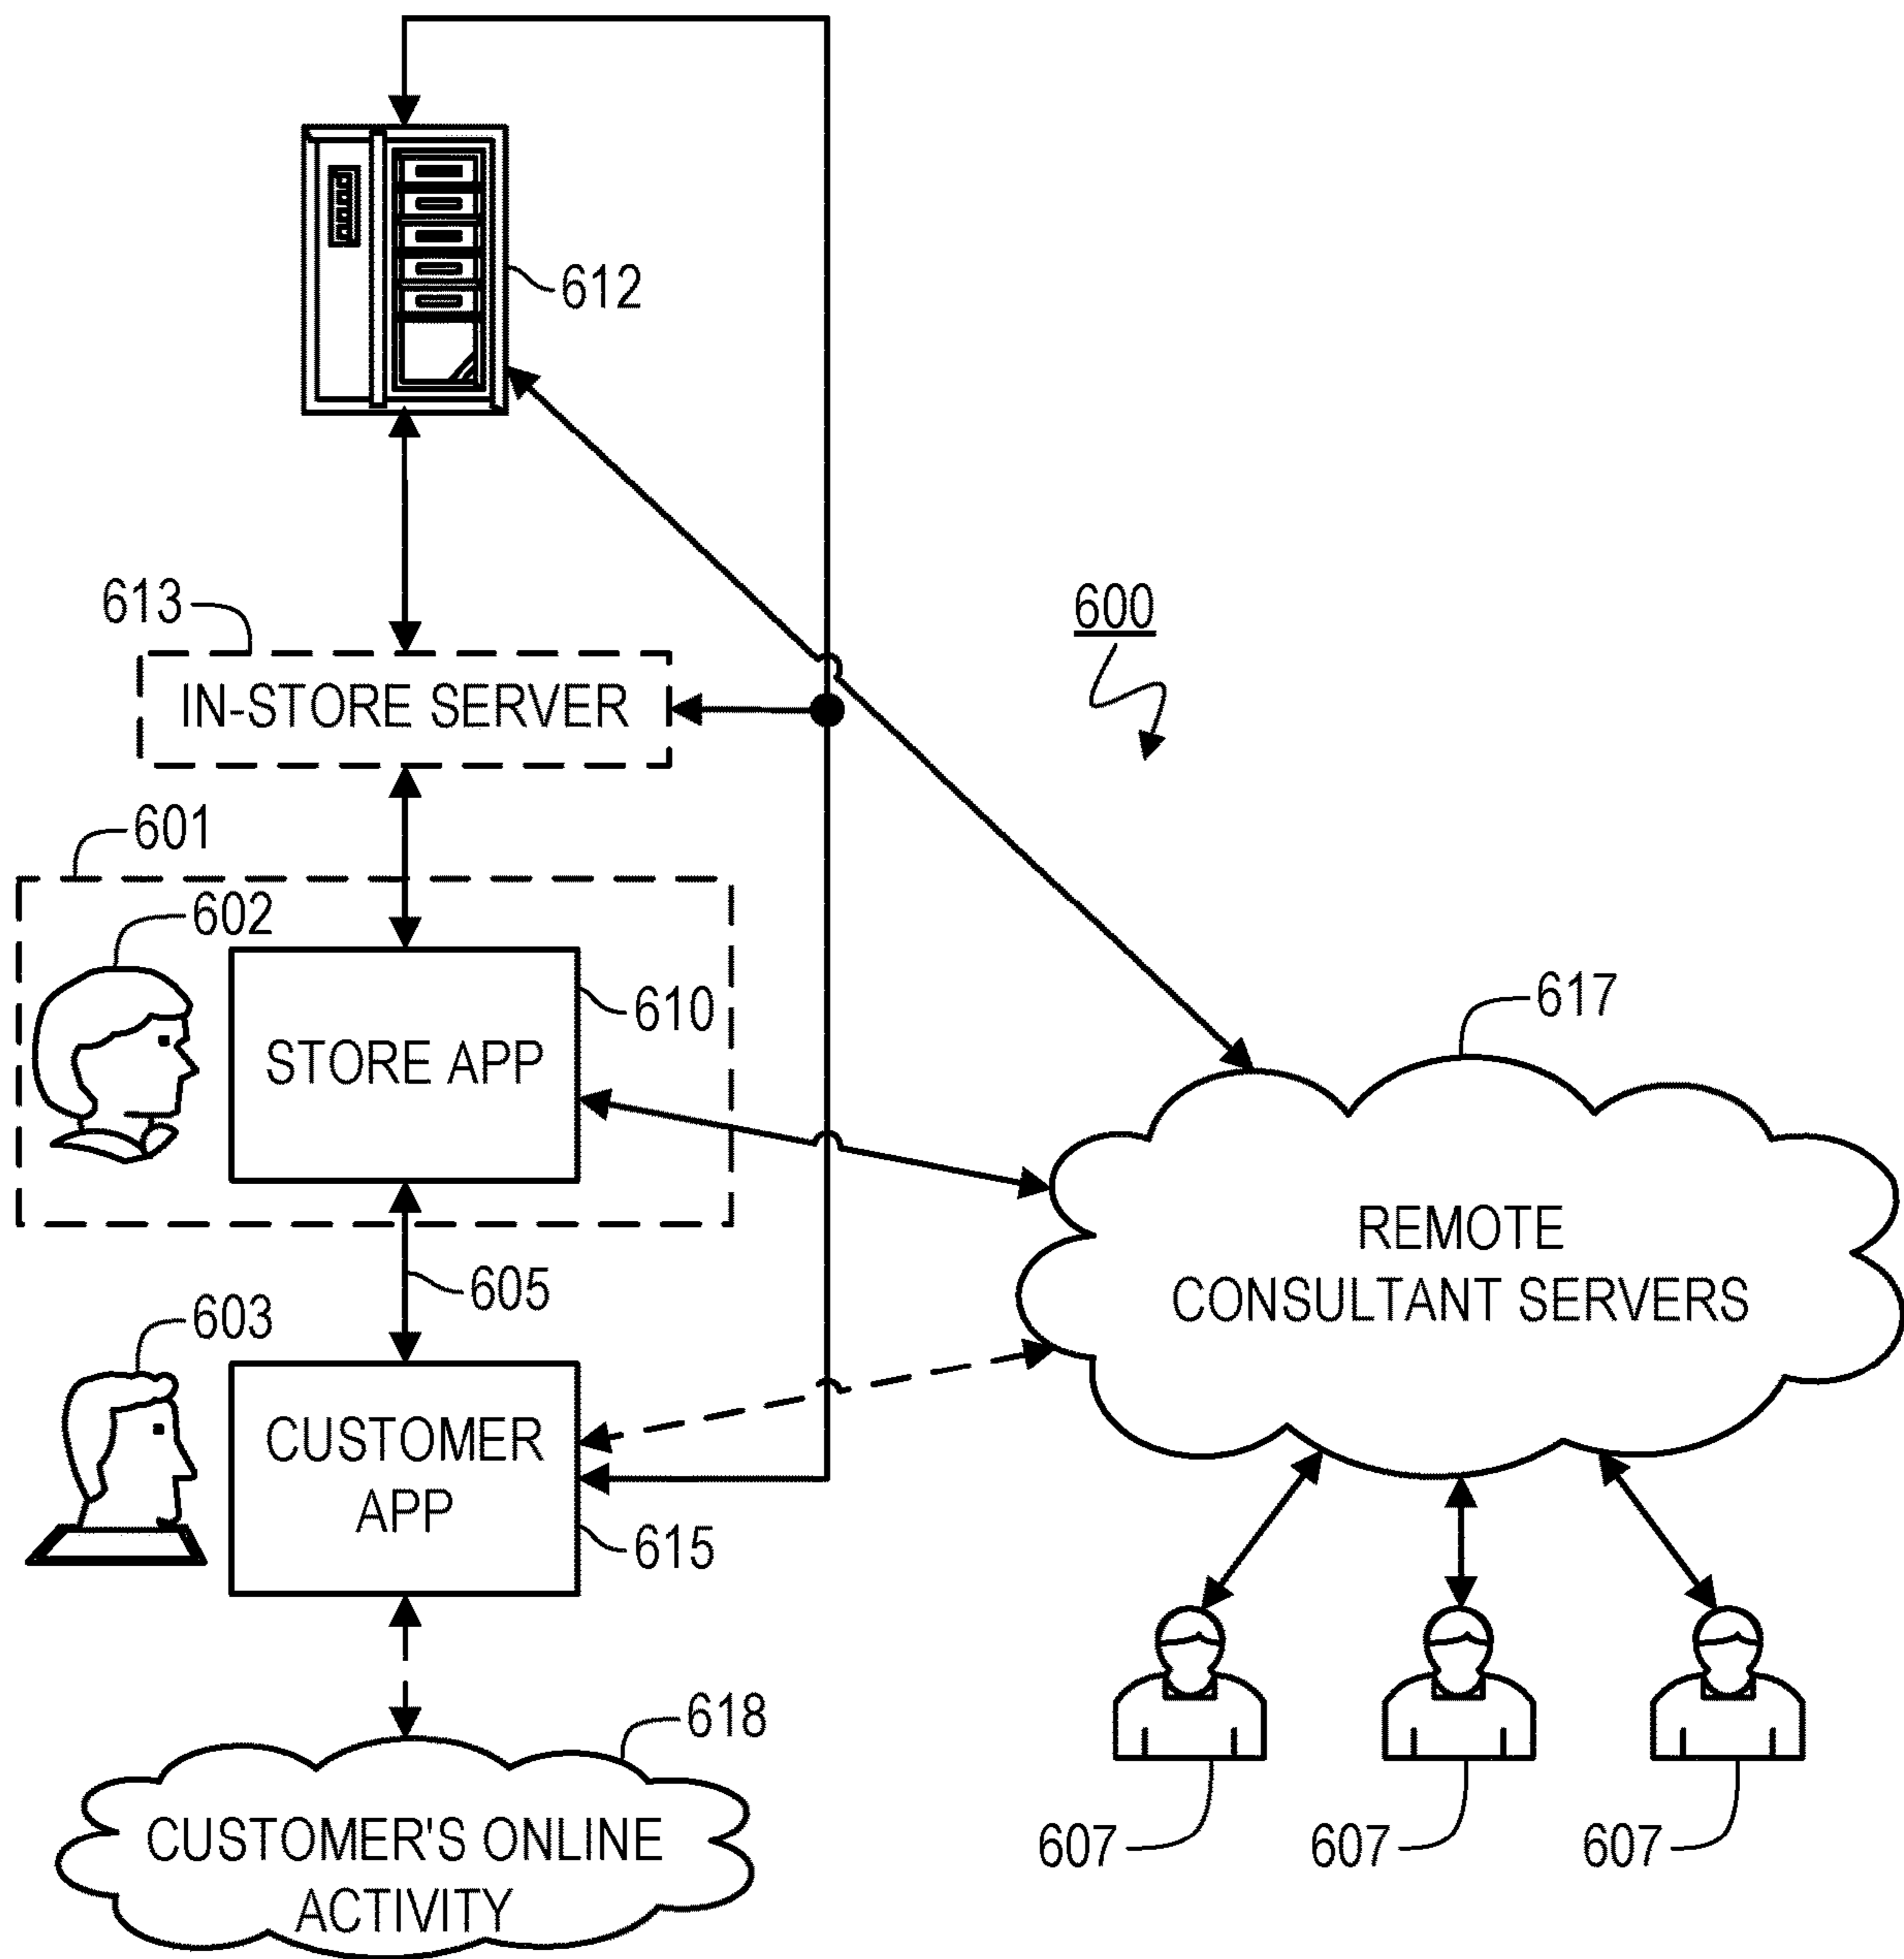 612
613
600
IN-STORE SERVER
601
602
610
617
STORE APP
REMOTE
CONSULTANT SERVERS
605
603
CUSTOMER
APP
615
618
CUSTOMER'S ONLINE
ACTIVITY
607
607
607